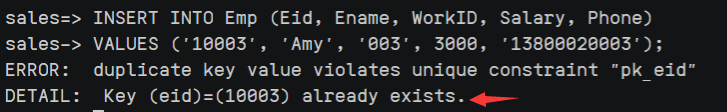 sales=> INSERT INTO Emp (Eid, Ename, WorkID, Salary, Phone)
sales-> VALUES ('10003', 'Amy', '003', 3000, '13800020003');
ERROR:  duplicate key value violates unique constraint "pk_eid"
DETAIL:  Key (eid)=(10003) already exists.